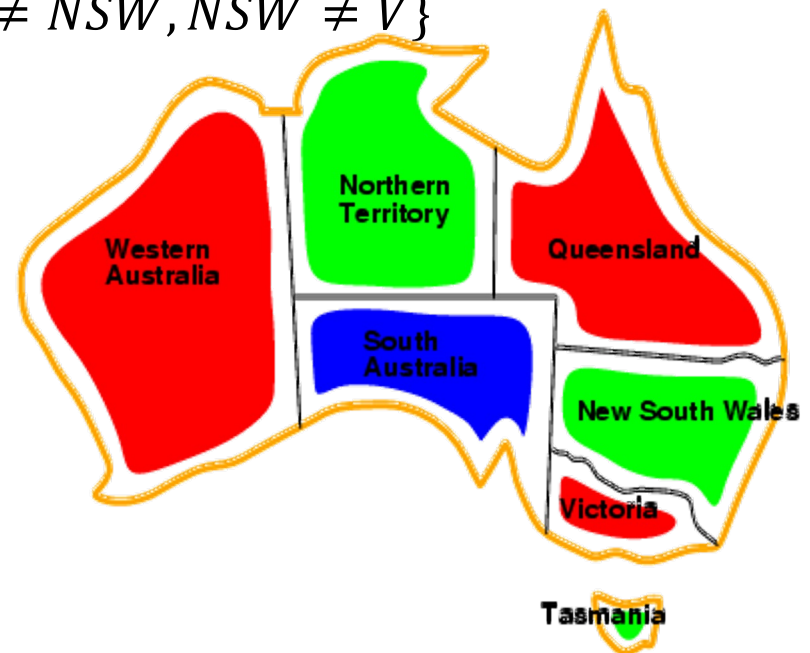 ≠ NSW, NSW ≠ V}
Northern
Territory
Western
Australia
Queensland
South
Australia
New South Wales
Victoria
Tasmania